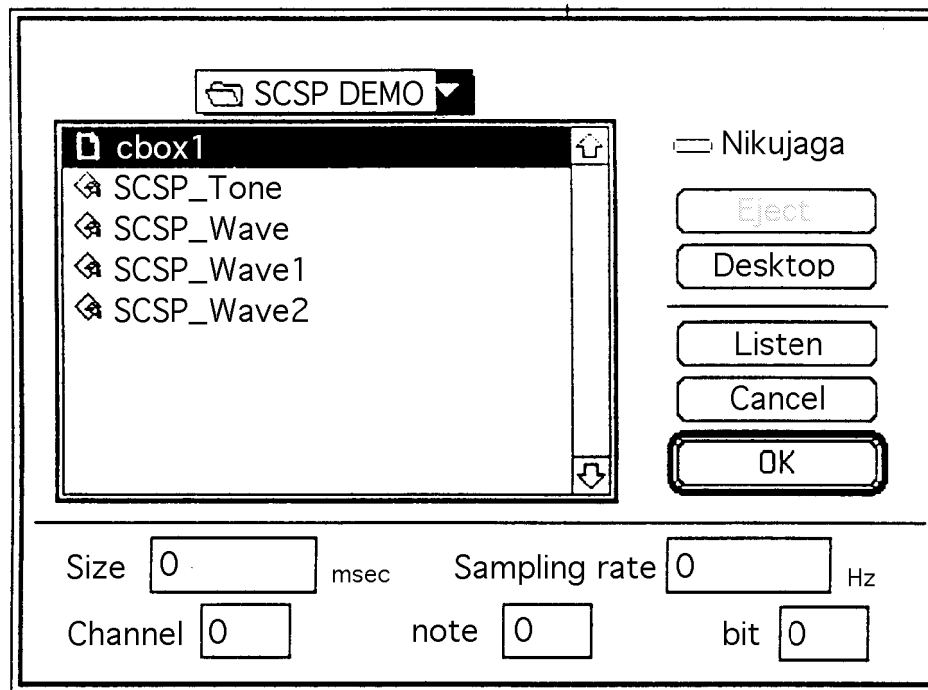 SCSP DEMO
cbox1
SCSP_Tone
SCSP_Wave
SCSP_Wave1
SCSP_Wave2
Nikujaga
Eject
Desktop
Listen
Cancel
OK
Size 0 msec Sampling rate 0 Hz
Channel 0 note 0 bit 0